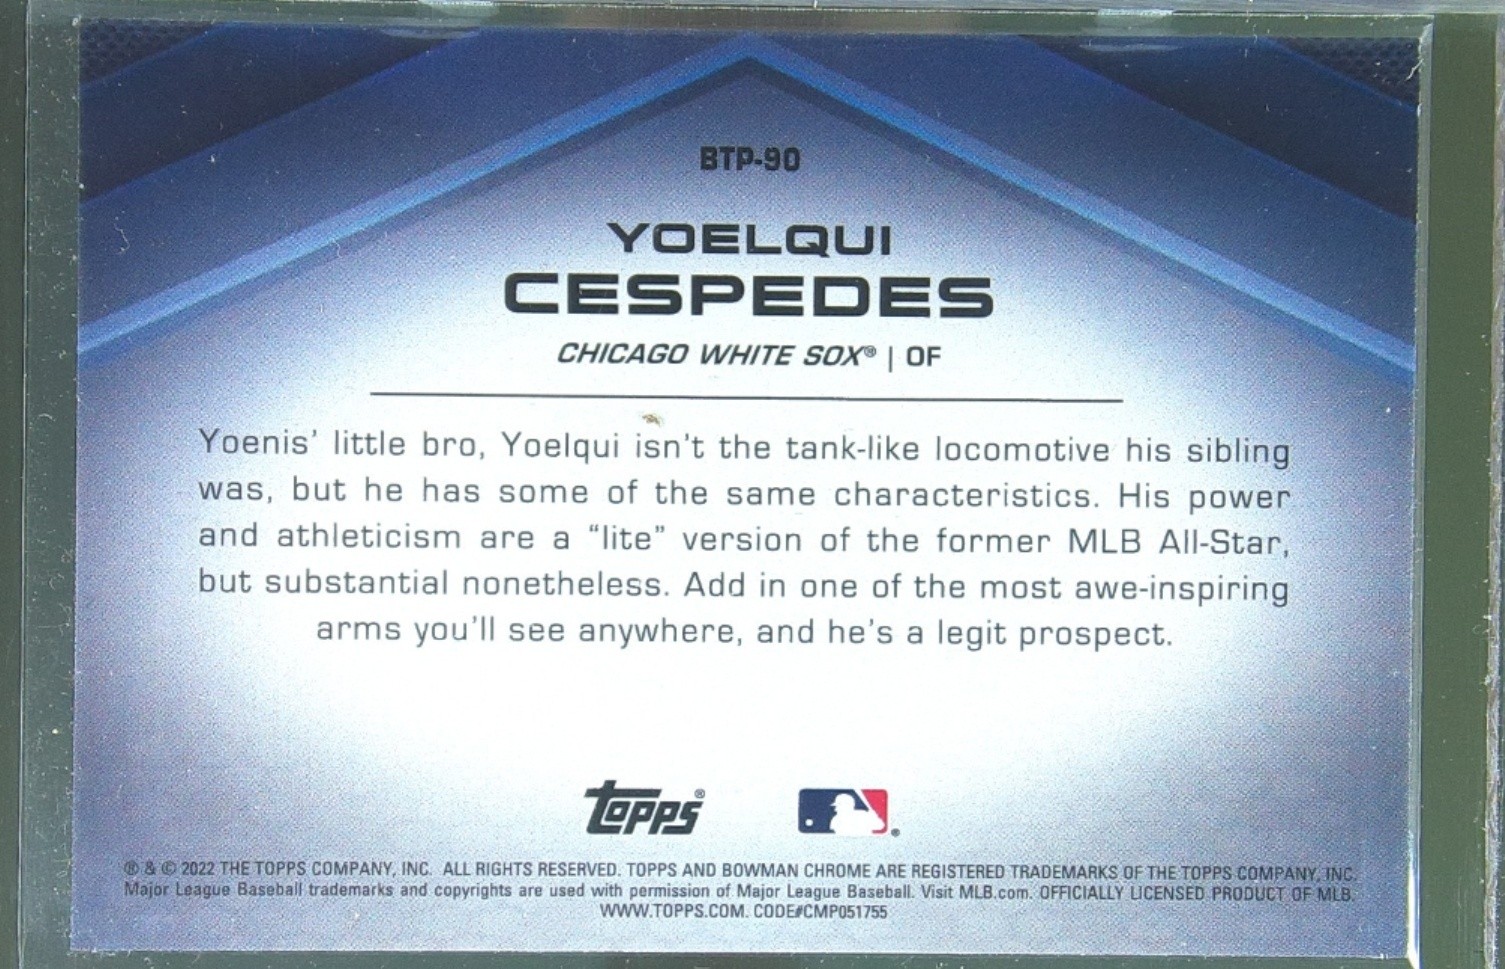 BTP-90
YOELQUI
CESPEDES
CHICAGO WHITE SOX® | OF
Yoenis' little bro, Yoelqui isn't the tank-like locomotive his sibling
was, but he has some of the same characteristics. His power
and athleticism are a “lite” version of the former MLB All-Star,
but substantial nonetheless. Add in one of the most awe-inspiring
arms you'll see anywhere, and he's a legit prospect.
topps®
® & © 2022 THE TOPPS COMPANY, INC. ALL RIGHTS RESERVED. TOPPS AND BOWMAN CHROME ARE REGISTERED TRADEMARKS OF THE TOPPS COMPANY, INC.
Major League Baseball trademarks and copyrights are used with permission of Major League Baseball. Visit MLB.com. OFFICIALLY LICENSED PRODUCT OF MLB.
WWW.TOPPS.COM. CODE#CMP051755